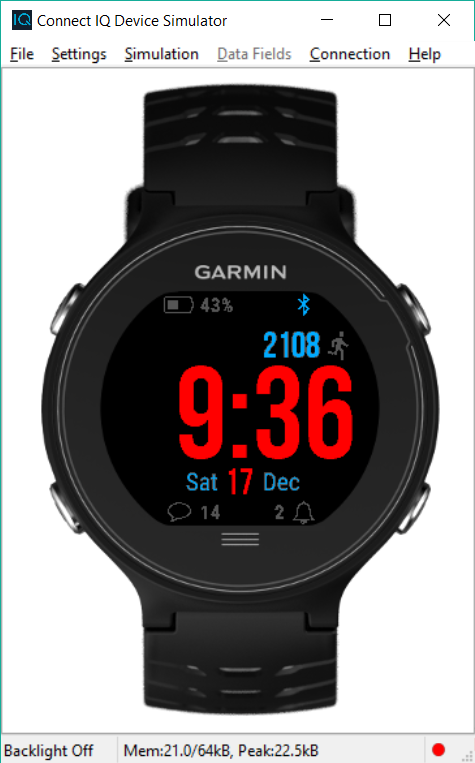 IQ Connect IQ Device Simulator
File Settings Simulation Data Fields Connection Help
GARMIN
43%
2108
9:36
Sat 17 Dec
14 2
Backlight Off Mem:21.0/64kB, Peak:22.5kB